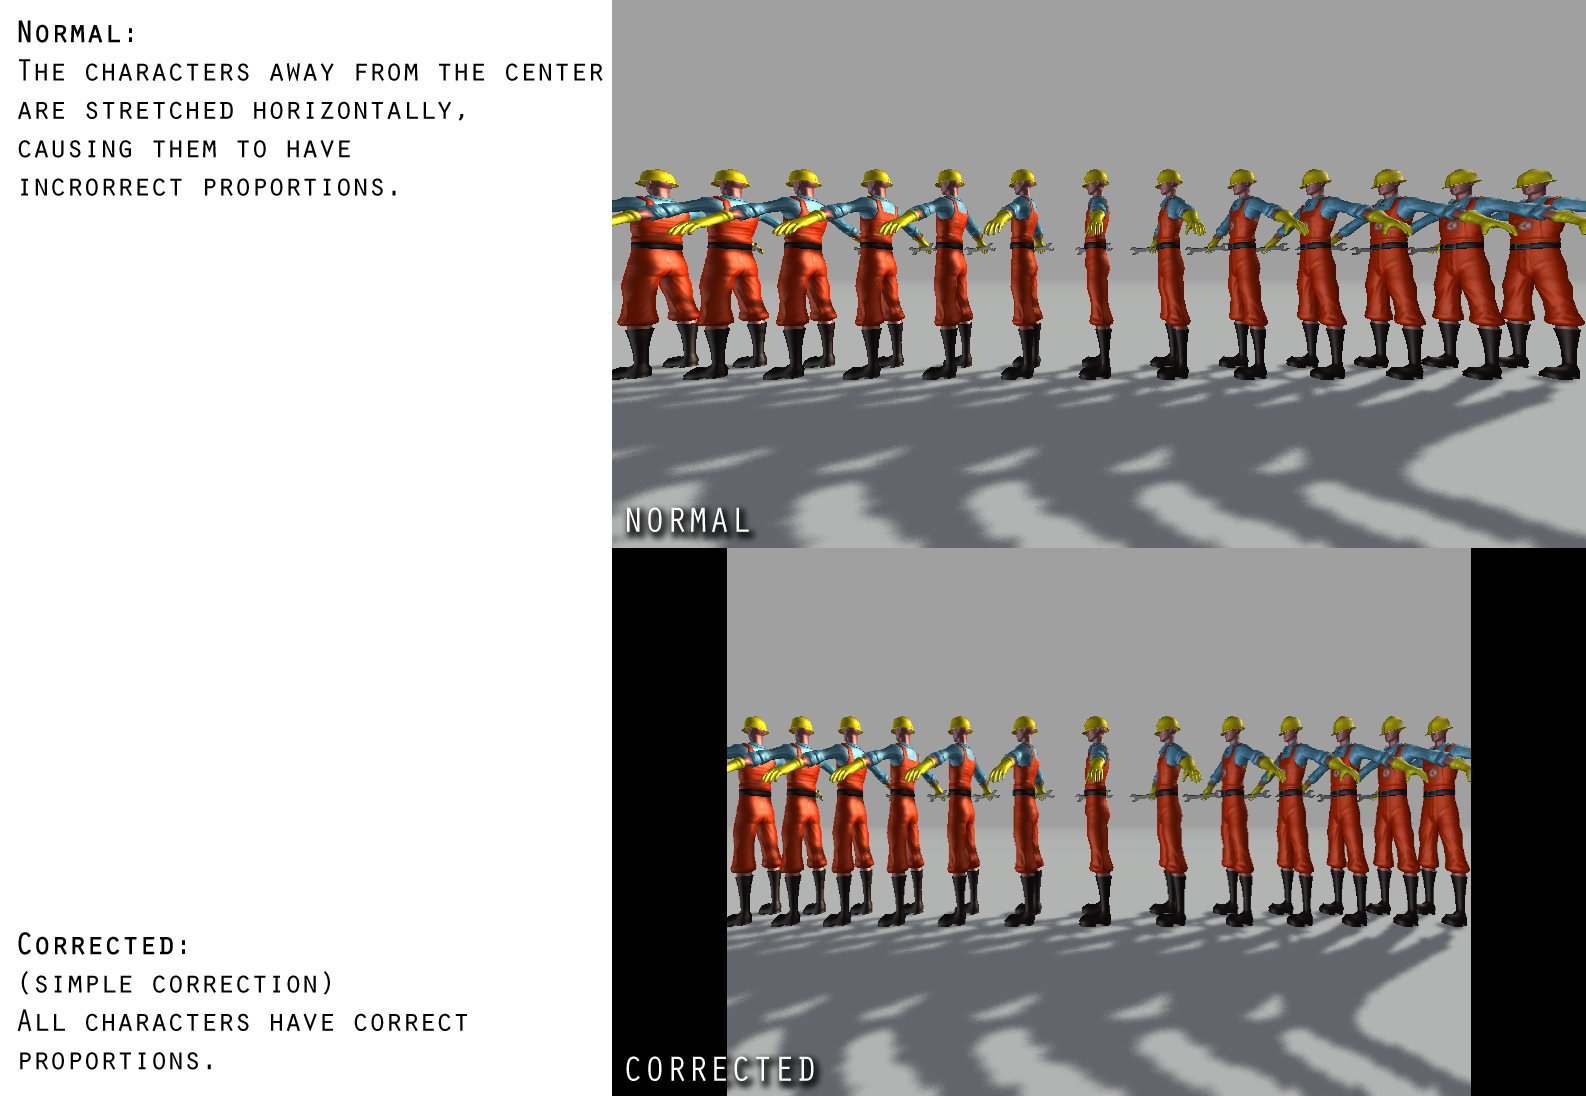 Normal:
The characters away from the center
are stretched horizontally,
causing them to have
incrorrect proportions.
NORMAL
Corrected:
(simple correction)
All characters have correct
proportions.
CORRECTED